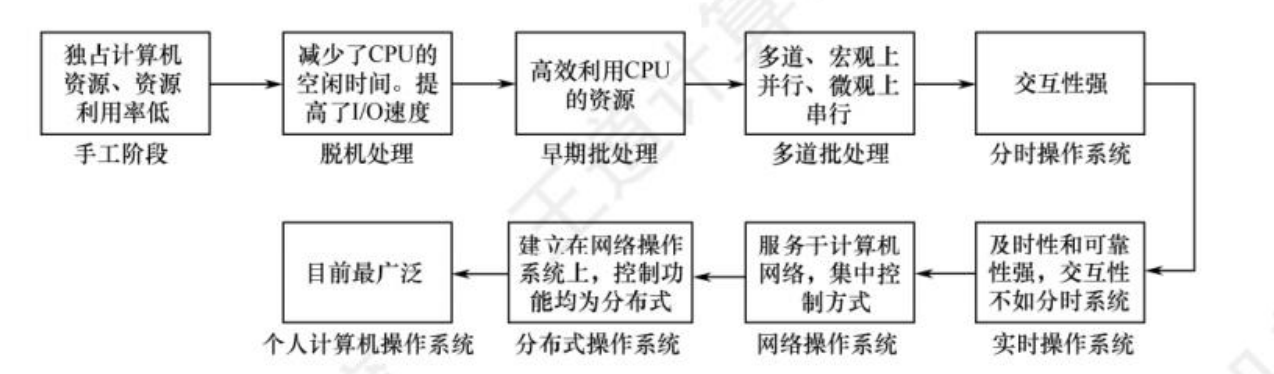 独占计算机
资源、资源
利用率低
手工阶段
减少了CPU的
空闲时间。提
高了I/O速度
脱机处理
高效利用CPU
的资源
早期批处理
多道、宏观上
并行、微观上
串行
多道批处理
交互性强
分时操作系统
及时性和可靠
性强，交互性
不如分时系统
实时操作系统
服务于计算机
网络，集中控
制方式
网络操作系统
建立在网络操作
系统上，控制功
能均为分布式
分布式操作系统
目前最广泛
个人计算机操作系统
王道计算